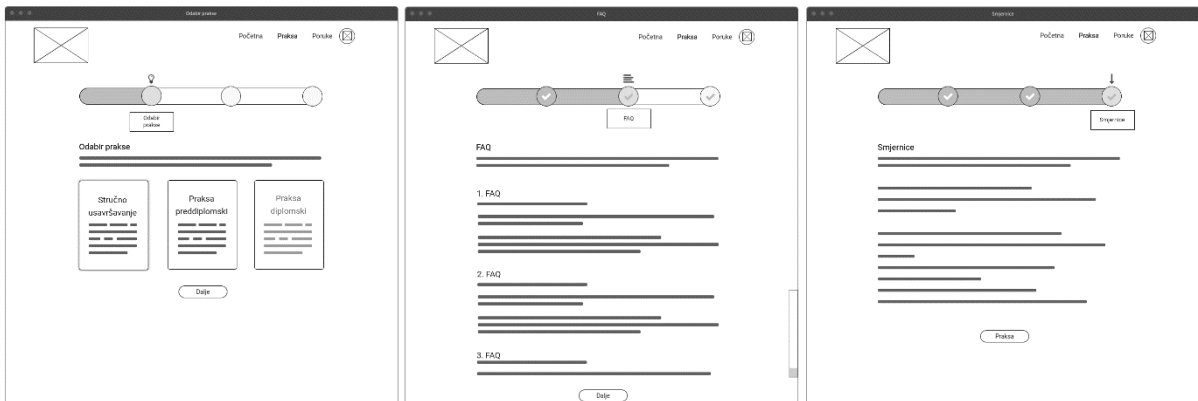 Odabir prakse
Početna Praksa Poruke
Odabir
prakse
Odabir prakse
Stručno
usavršavanje
Praksa
preddiplomski
Praksa
diplomski
Dalje
FAQ
Početna Praksa Poruke
FAQ
FAQ
1. FAQ
2. FAQ
3. FAQ
Dalje
Smjernice
Početna Praksa Poruke
Smjernice
Smjernice
Praksa